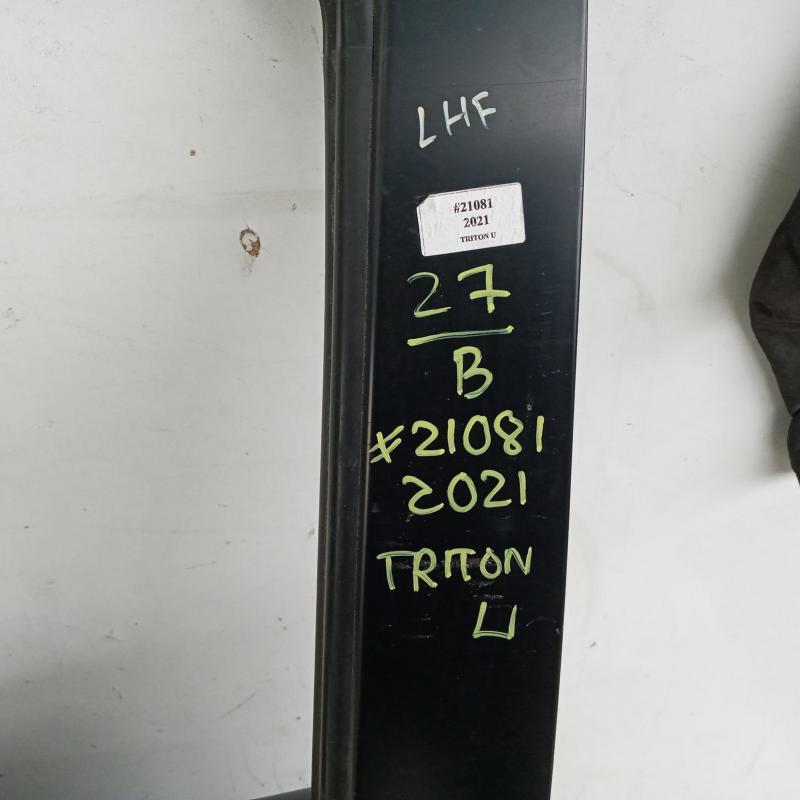 LHF
#21081
2021
TRITON U
27
B
#21081
2021
TRITON
U